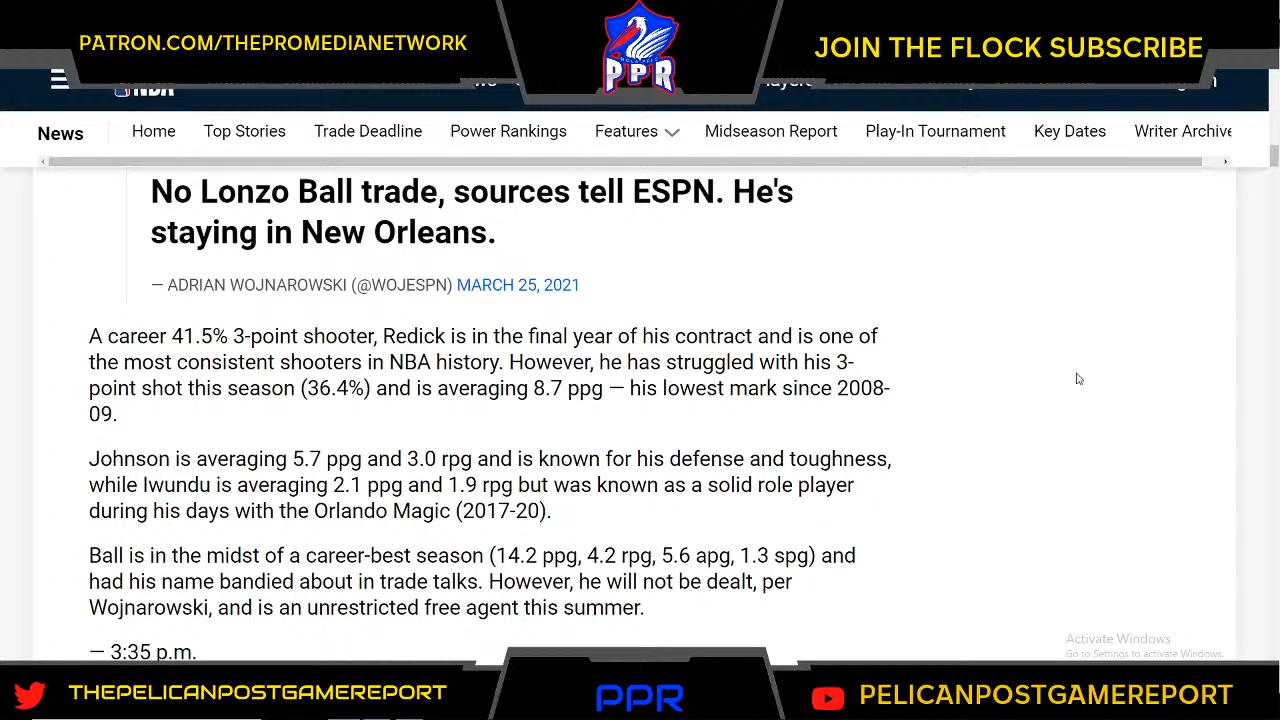 PATRON.COM/THEPROMEDIANETWORK
NOLA PELS
PPR
JOIN THE FLOCK SUBSCRIBE
NBA
News
Home
Top Stories
Trade Deadline
Power Rankings
Features
Midseason Report
Play-In Tournament
Key Dates
Writer Archive
No Lonzo Ball trade, sources tell ESPN. He's
staying in New Orleans.
— ADRIAN WOJNAROWSKI (@WOJESPN) MARCH 25, 2021
A career 41.5% 3-point shooter, Redick is in the final year of his contract and is one of
the most consistent shooters in NBA history. However, he has struggled with his 3-
point shot this season (36.4%) and is averaging 8.7 ppg — his lowest mark since 2008-
09.
Johnson is averaging 5.7 ppg and 3.0 rpg and is known for his defense and toughness,
while Iwundu is averaging 2.1 ppg and 1.9 rpg but was known as a solid role player
during his days with the Orlando Magic (2017-20).
Ball is in the midst of a career-best season (14.2 ppg, 4.2 rpg, 5.6 apg, 1.3 spg) and
had his name bandied about in trade talks. However, he will not be dealt, per
Wojnarowski, and is an unrestricted free agent this summer.
— 3:35 p.m.
Activate Windows
Go to Settings to activate Windows.
THEPELICANPOSTGAMEREPORT
PPR
PELICANPOSTGAMEREPORT